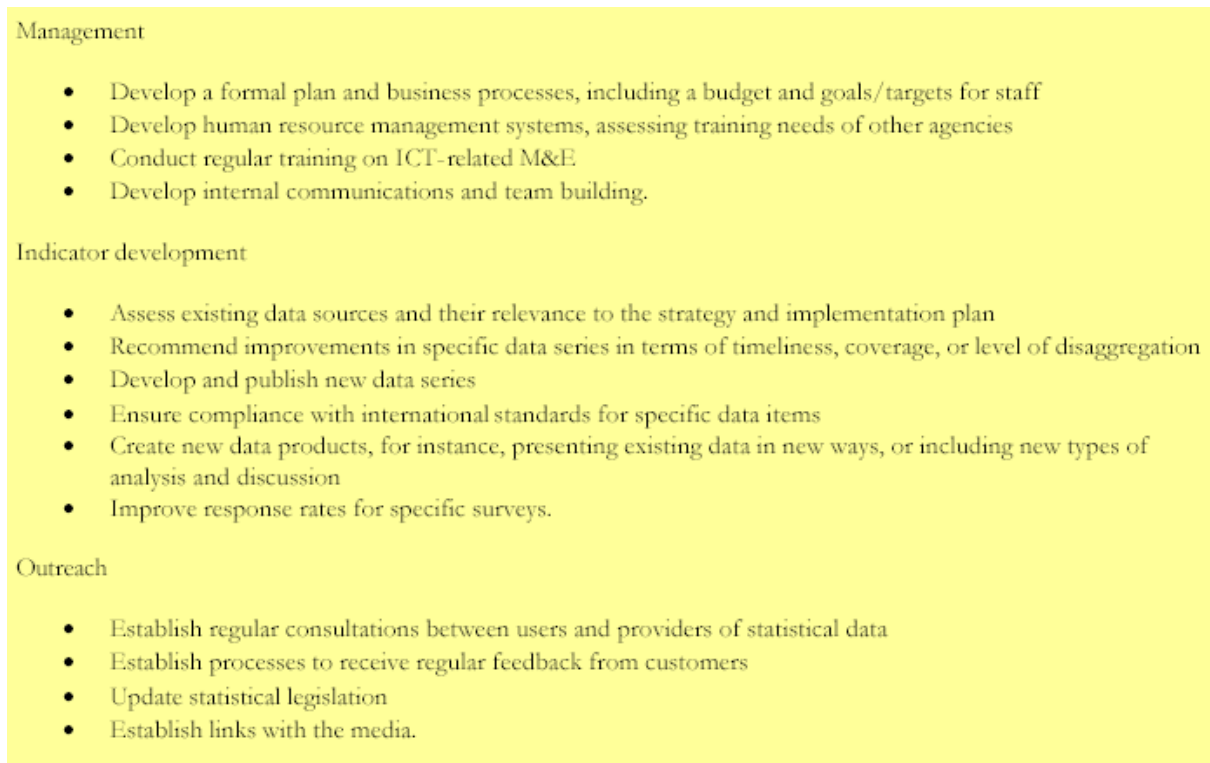 Management
• Develop a formal plan and business processes, including a budget and goals/targets for staff
• Develop human resource management systems, assessing training needs of other agencies
• Conduct regular training on ICT-related M&E
• Develop internal communications and team building.
Indicator development
• Assess existing data sources and their relevance to the strategy and implementation plan
• Recommend improvements in specific data series in terms of timeliness, coverage, or level of disaggregation
• Develop and publish new data series
• Ensure compliance with international standards for specific data items
• Create new data products, for instance, presenting existing data in new ways, or including new types of
analysis and discussion
• Improve response rates for specific surveys.
Outreach
• Establish regular consultations between users and providers of statistical data
• Establish processes to receive regular feedback from customers
• Update statistical legislation
• Establish links with the media.